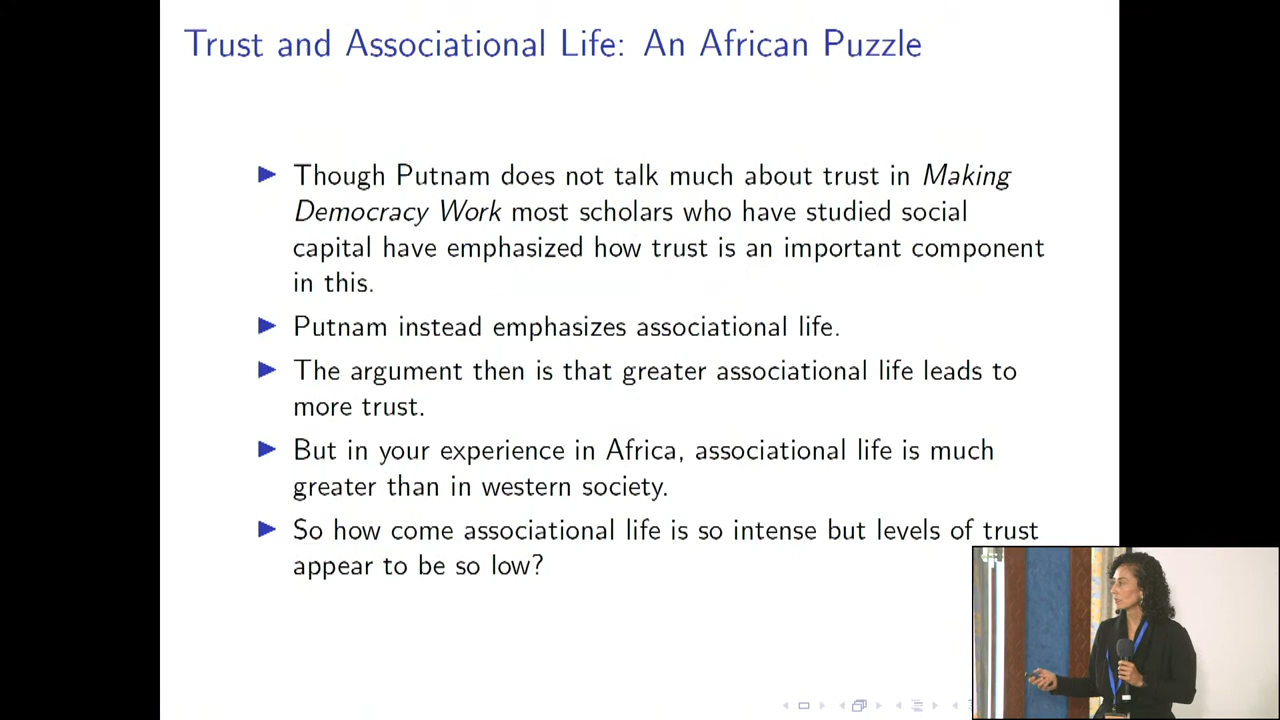 Trust and Associational Life: An African Puzzle
Though Putnam does not talk much about trust in Making
Democracy Work most scholars who have studied social
capital have emphasized how trust is an important component
in this.
Putnam instead emphasizes associational life.
The argument then is that greater associational life leads to
more trust.
But in your experience in Africa, associational life is much
greater than in western society.
So how come associational life is so intense but levels of trust
appear to be so low?